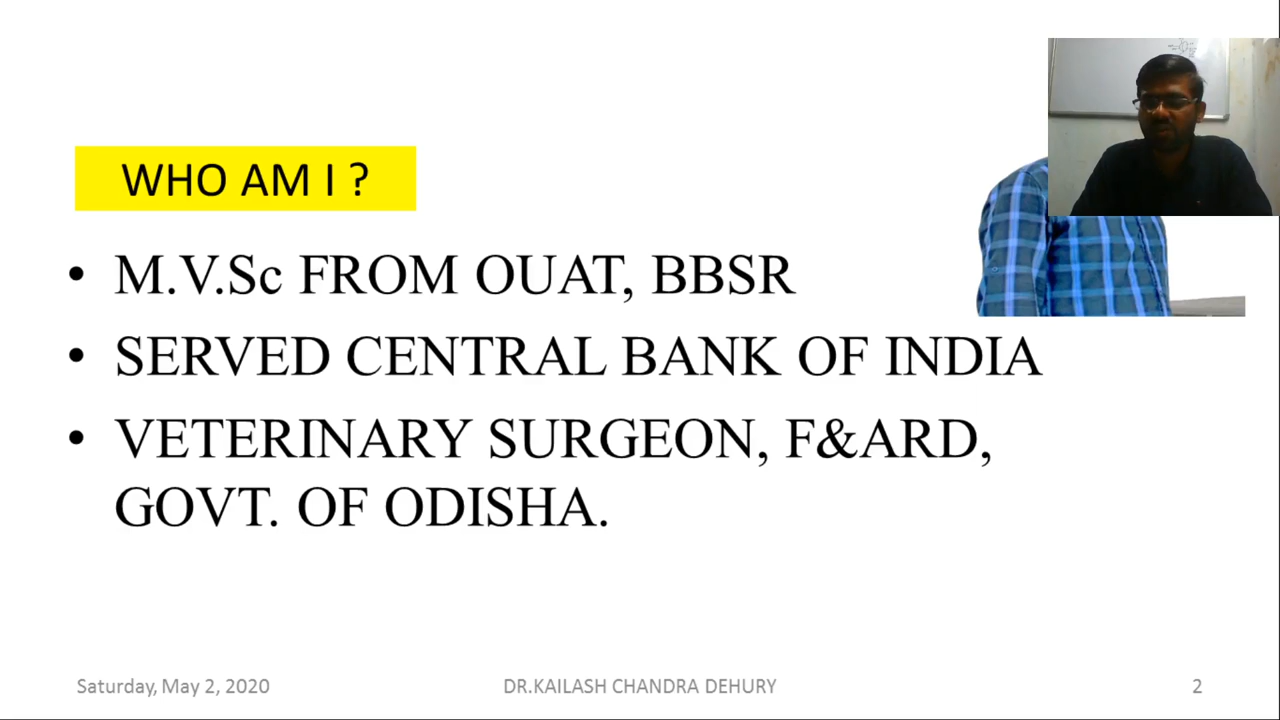 WHO AM I ?
• M.V.Sc FROM OUAT, BBSR
• SERVED CENTRAL BANK OF INDIA
• VETERINARY SURGEON, F&ARD,
GOVT. OF ODISHA.
Saturday, May 2, 2020
DR.KAILASH CHANDRA DEHURY
2